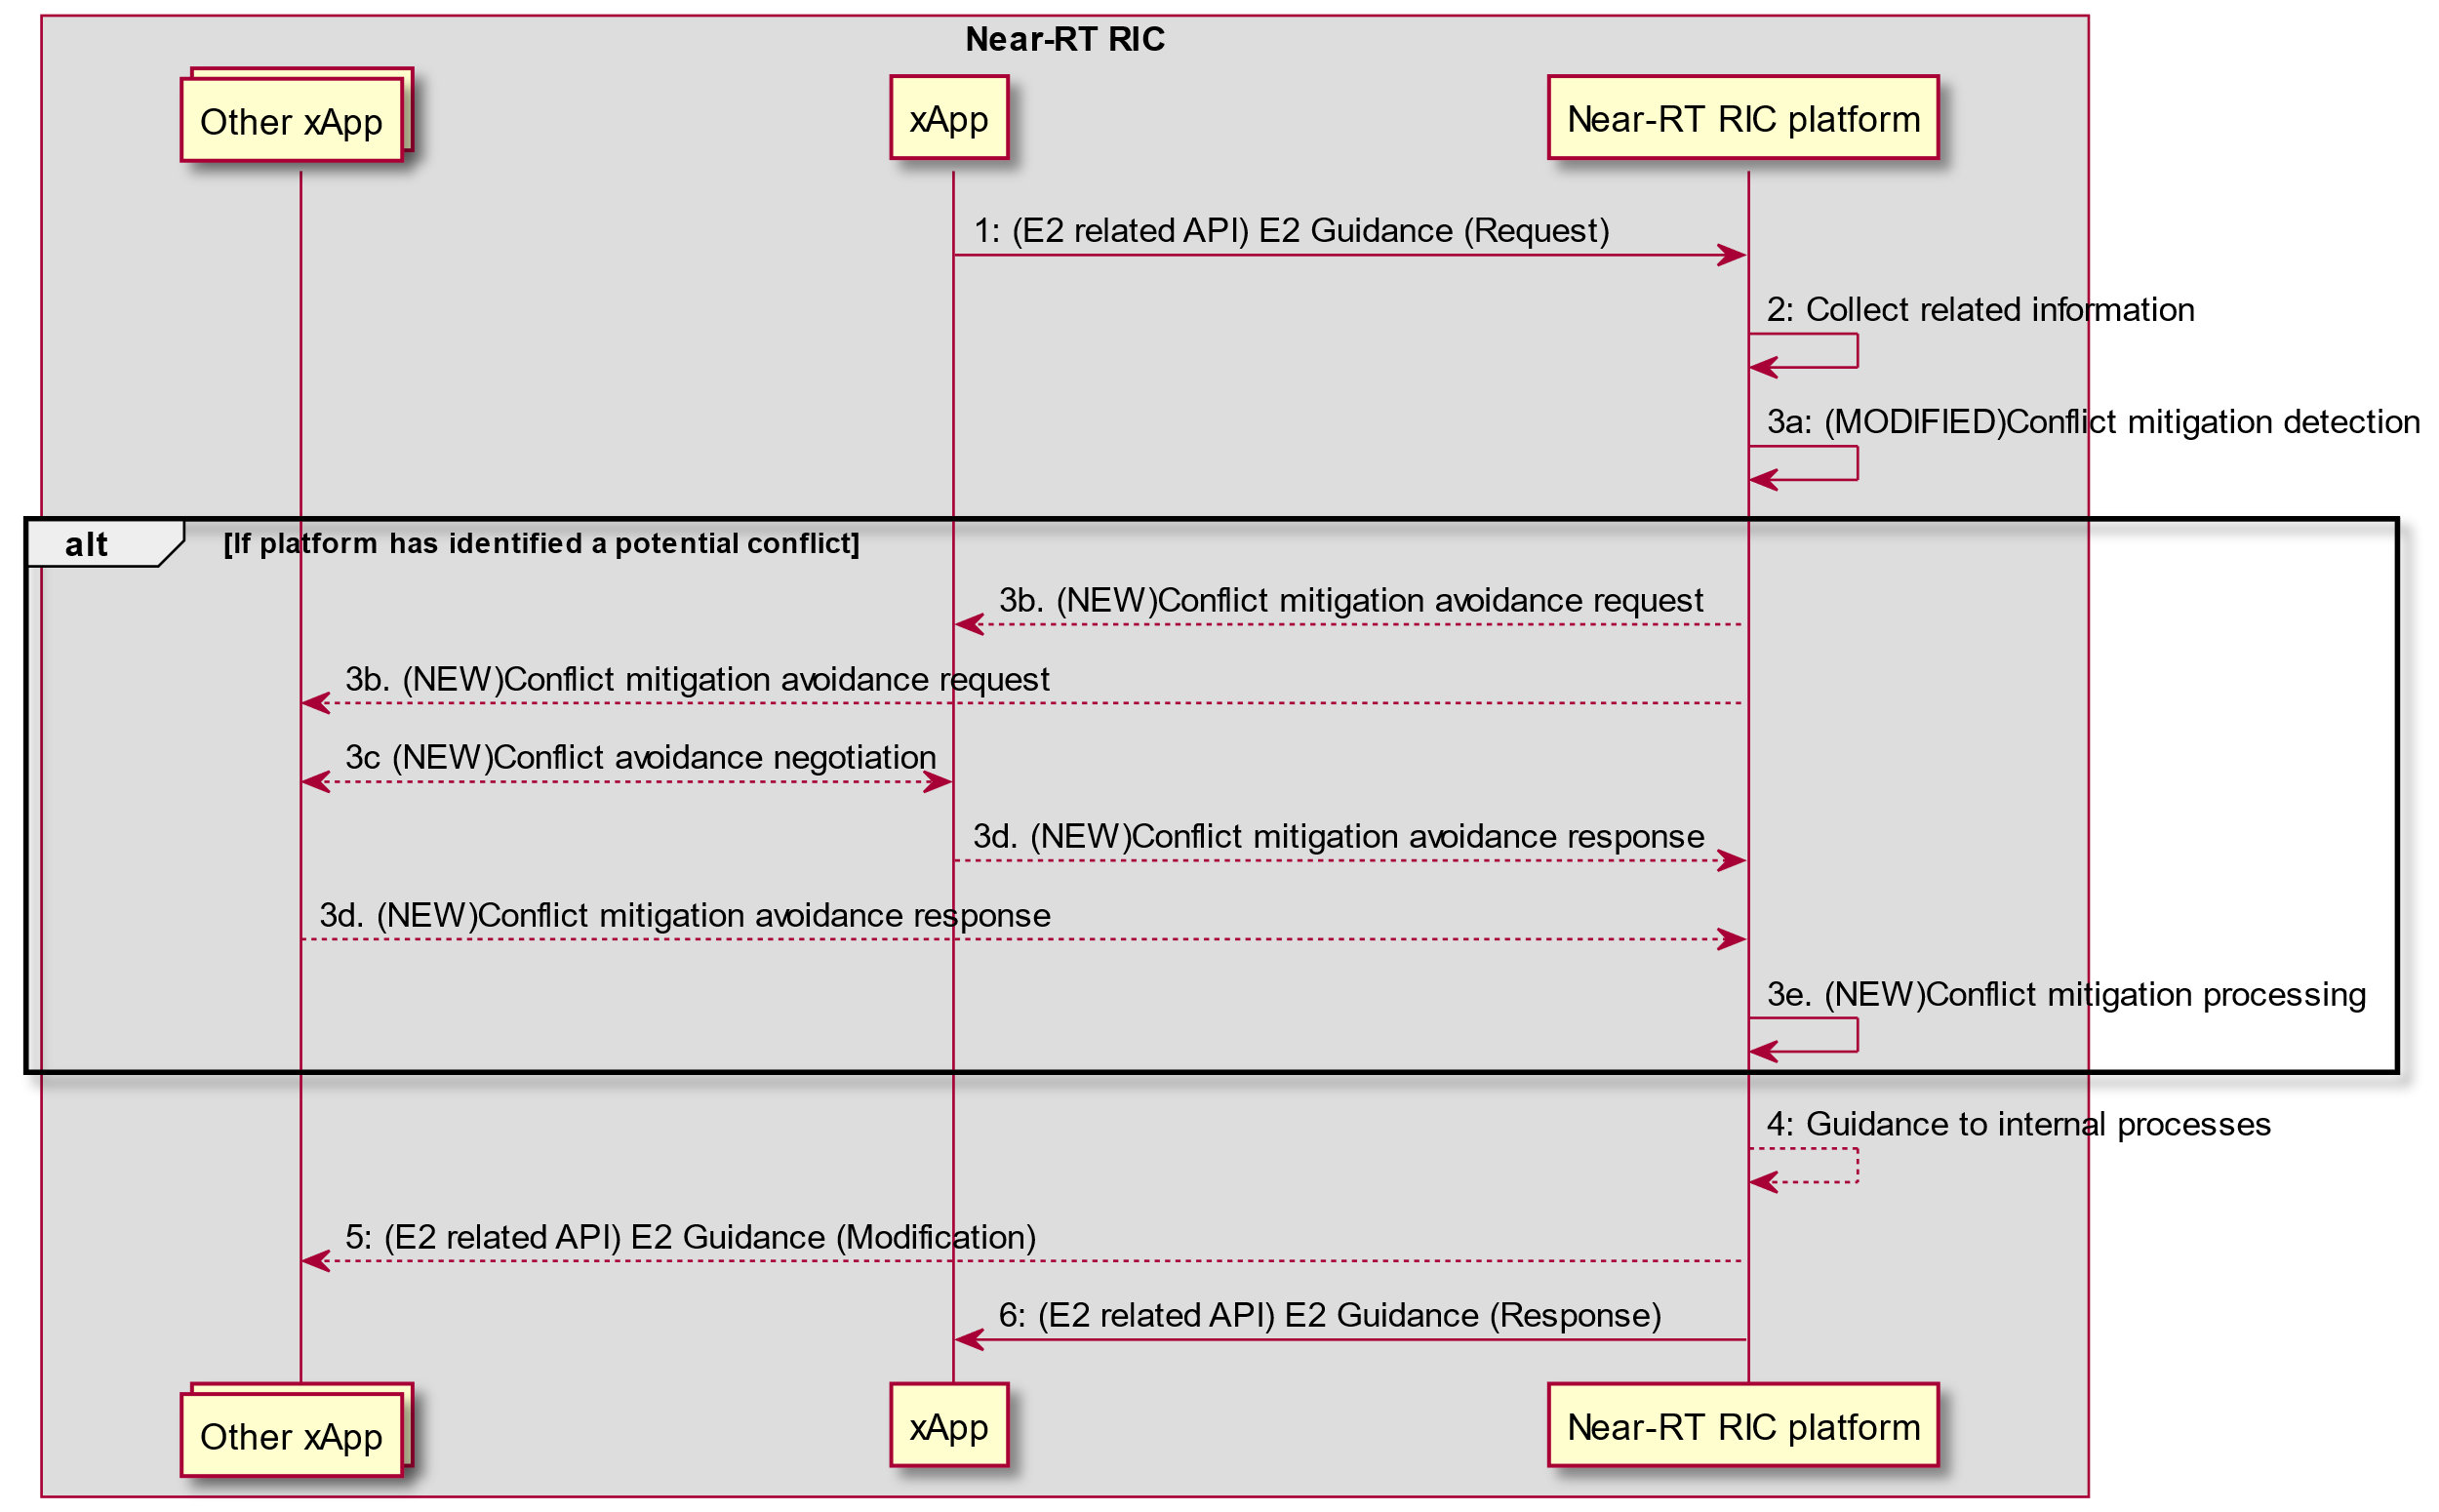 Near-RT RIC
Other xApp
xApp
Near-RT RIC platform
1: (E2 related API) E2 Guidance (Request)
2: Collect related information
3a: (MODIFIED)Conflict mitigation detection
alt
[If platform has identified a potential conflict]
3b. (NEW)Conflict mitigation avoidance request
3b. (NEW)Conflict mitigation avoidance request
3c (NEW)Conflict avoidance negotiation
3d. (NEW)Conflict mitigation avoidance response
3d. (NEW)Conflict mitigation avoidance response
3e. (NEW)Conflict mitigation processing
4: Guidance to internal processes
5: (E2 related API) E2 Guidance (Modification)
6: (E2 related API) E2 Guidance (Response)
Other xApp
xApp
Near-RT RIC platform